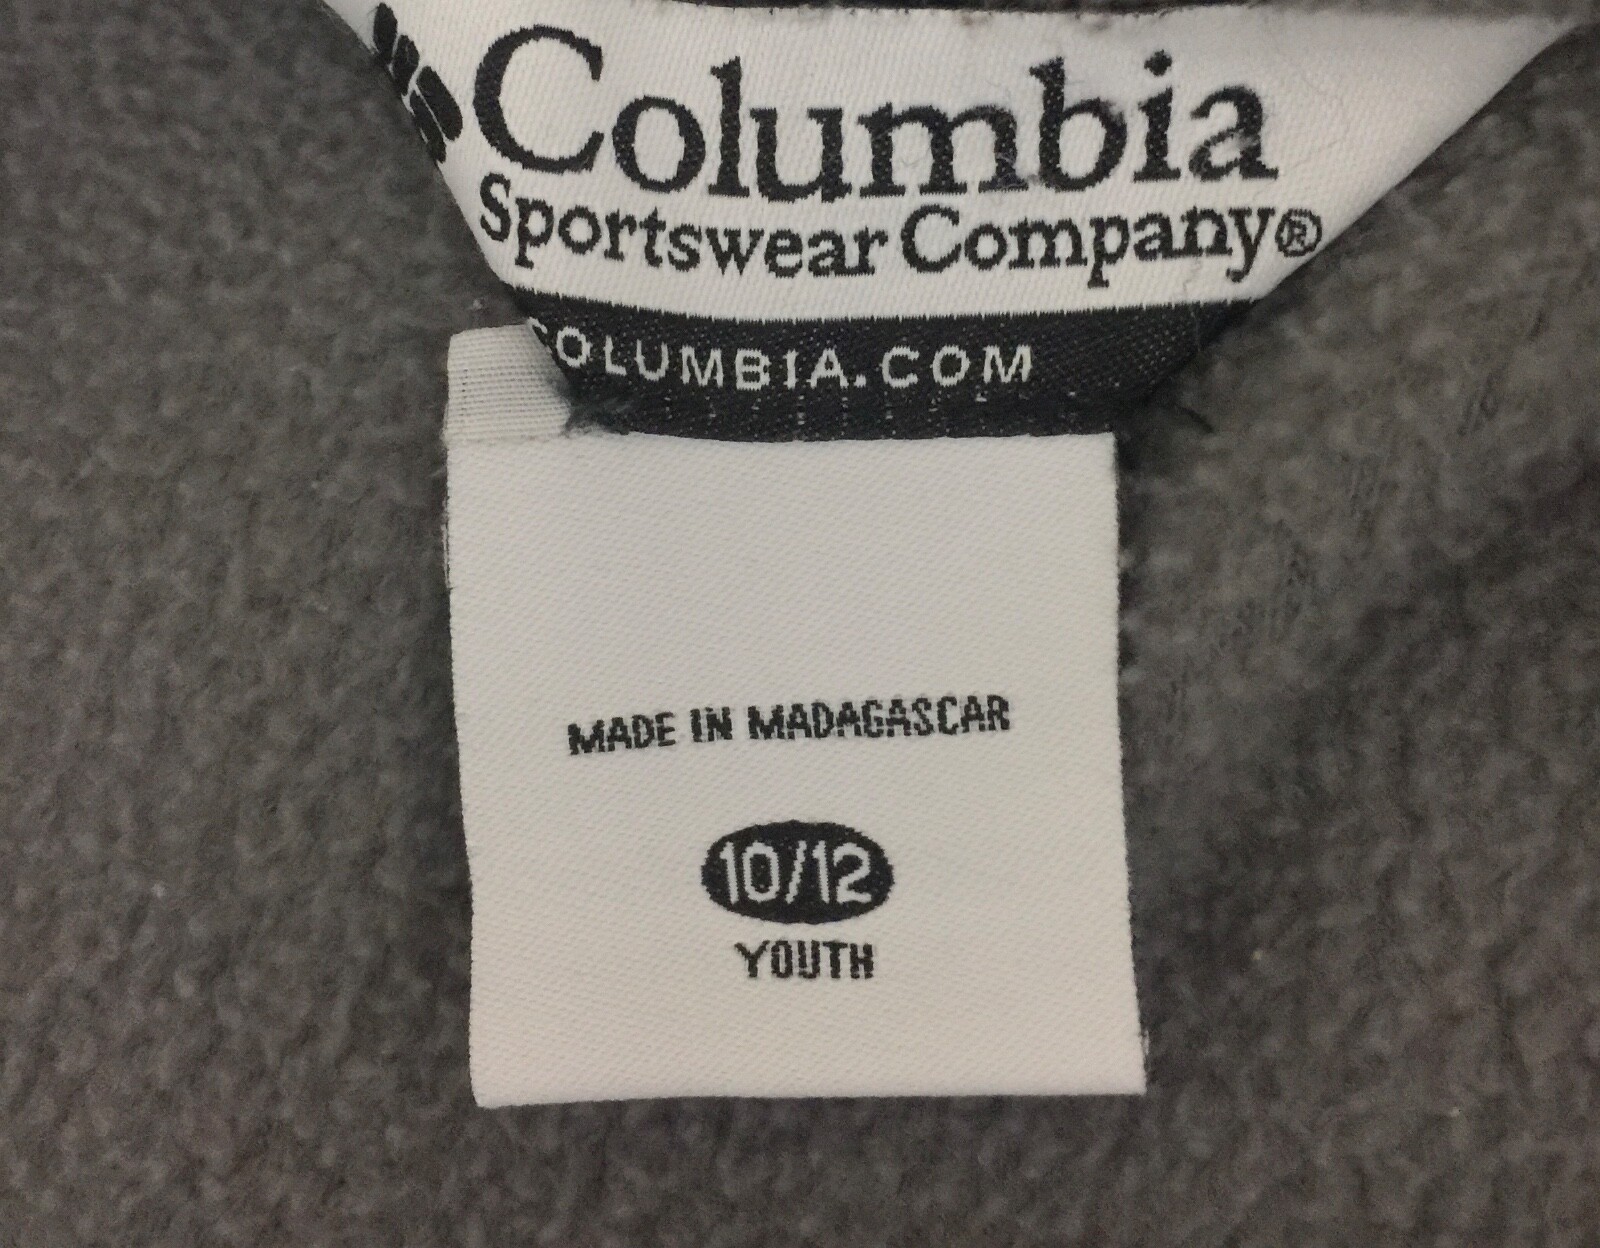 Columbia
Sportswear Company®
COLUMBIA.COM
MADE IN MADAGASCAR
10/12
YOUTH